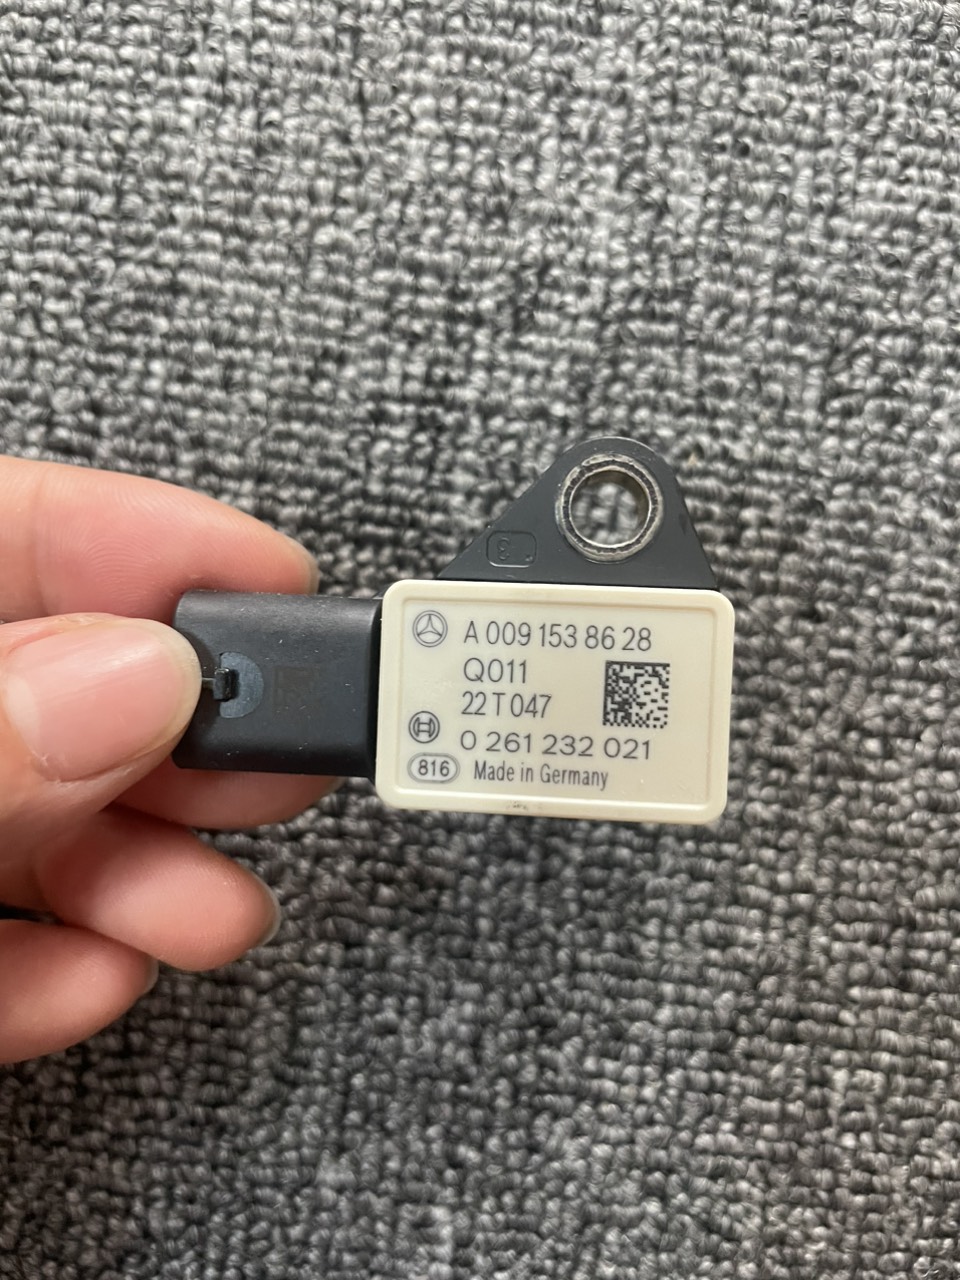 A 009 153 86 28
Q011
22 T 047
0 261 232 021
816 Made in Germany